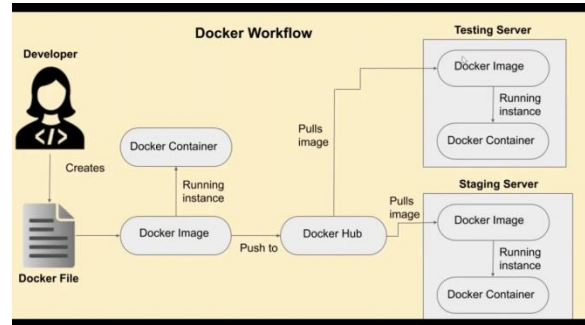 Docker Workflow
Developer
</>
Creates
Docker File
Docker Container
Running
instance
Docker Image
Push to
Docker Hub
Pulls
image
Testing Server
Docker Image
Running
instance
Docker Container
Pulls
image
Staging Server
Docker Image
Running
instance
Docker Container